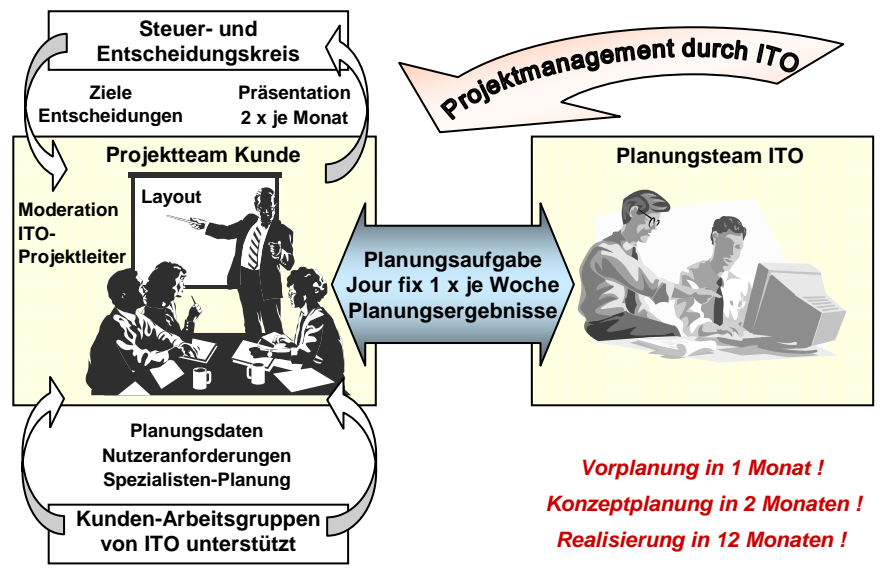 Steuer- und
Entscheidungskreis
Projektmanagement durch ITO
Ziele
Entscheidungen
Präsentation
2 x je Monat
Projektteam Kunde
Layout
Moderation
ITO-
Projektleiter
Planungsaufgabe
Jour fix 1 x je Woche
Planungsergebnisse
Planungsteam ITO
Planungsdaten
Nutzeranforderungen
Spezialisten-Planung
Kunden-Arbeitsgruppen
von ITO unterstützt
Vorplanung in 1 Monat !
Konzeptplanung in 2 Monaten !
Realisierung in 12 Monaten !